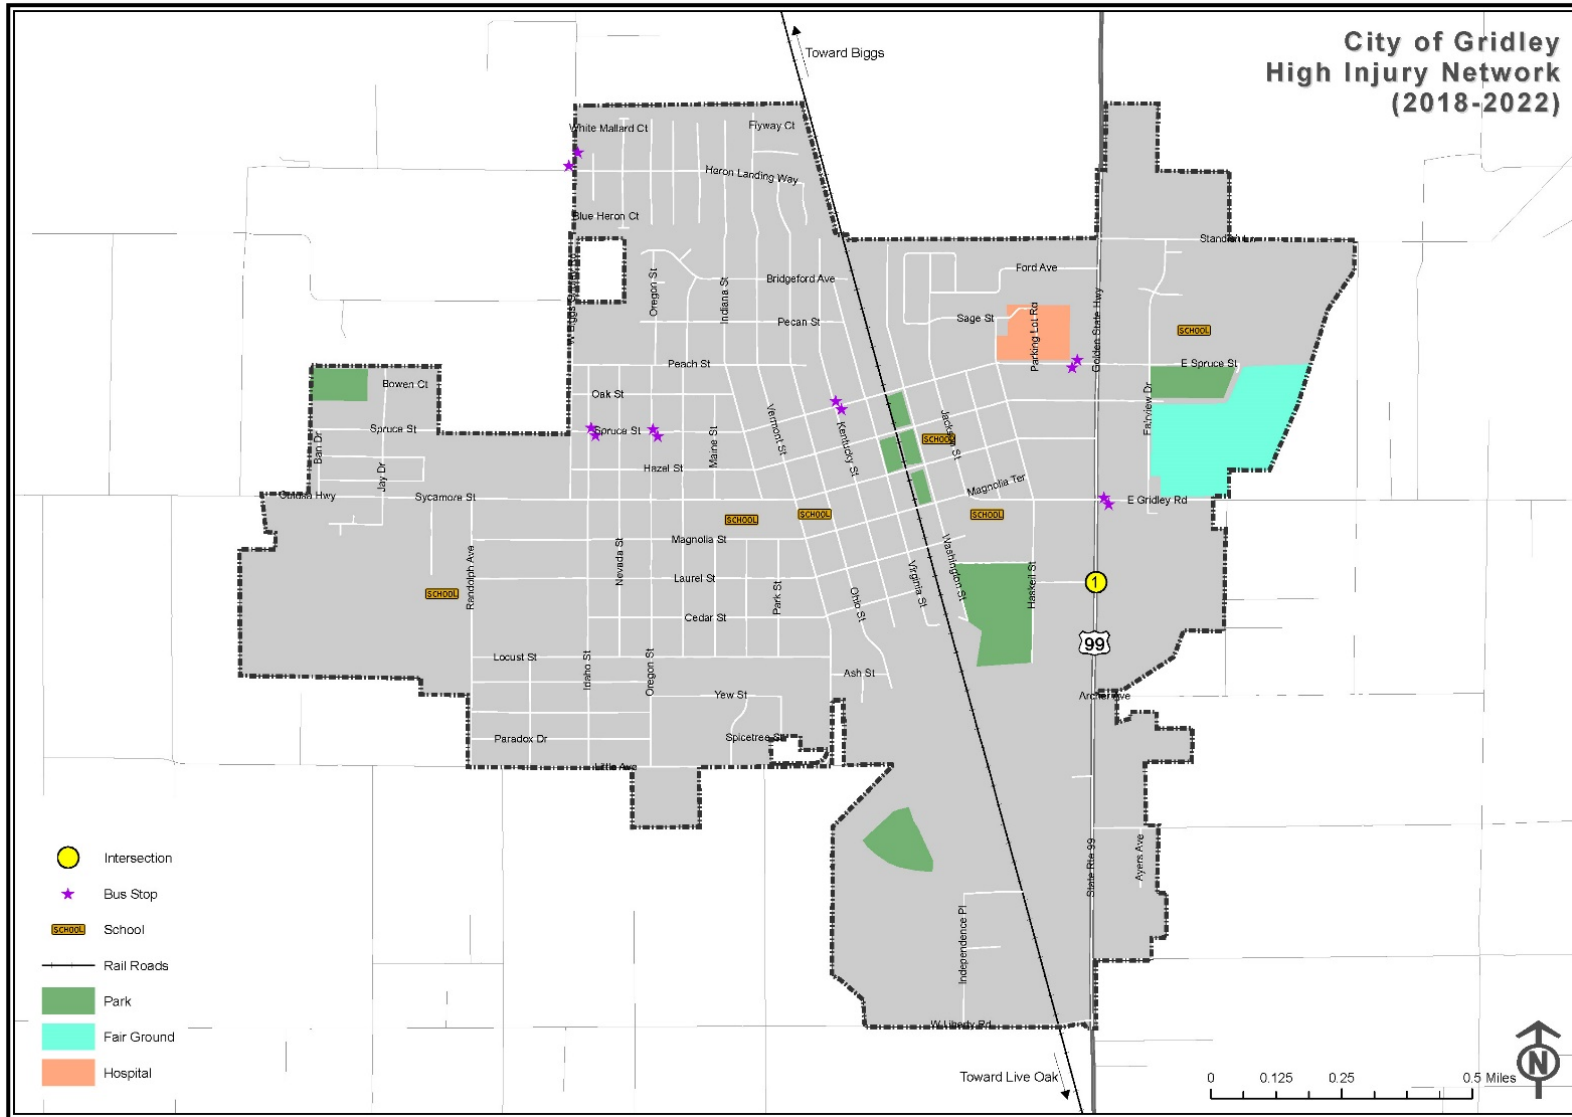 City of Gridley
High Injury Network
(2018-2022)
Toward Biggs
White Mallard Ct
Flyway Ct
Heron Landing Way
Blue Heron Ct
Ford Ave
Bridgeford Ave
Oregon St
Indiana St
Sage St
Parking Lot Rd
Golden State Hwy
Pecan St
SCHOOL
Peach St
E Spruce St
Bowen Ct
Oak St
Fairview Dr
Vermont St
Kentucky St
Jackson St
Spruce St
Spruce St
Maine St
SCHOOL
Ban Dr
Jay Dr
Hazel St
Magnolia Ter
Hwy
Sycamore St
E Gridley Rd
SCHOOL
SCHOOL
SCHOOL
Magnolia St
Nevada St
Washington St
Randolph Ave
Laurel St
Park St
Virginia St
Haskell St
1
SCHOOL
Ohio St
Cedar St
99
Locust St
Idaho St
Oregon St
Ash St
Yew St
Archer Ave
Paradox Dr
Spicetree St
Little Ave
State Rte 99
Ayers Ave
Independence Pl
W Liberty Rd
Toward Live Oak
Intersection
Bus Stop
SCHOOL
School
Rail Roads
Park
Fair Ground
Hospital
0 0.125 0.25 0.5 Miles
N